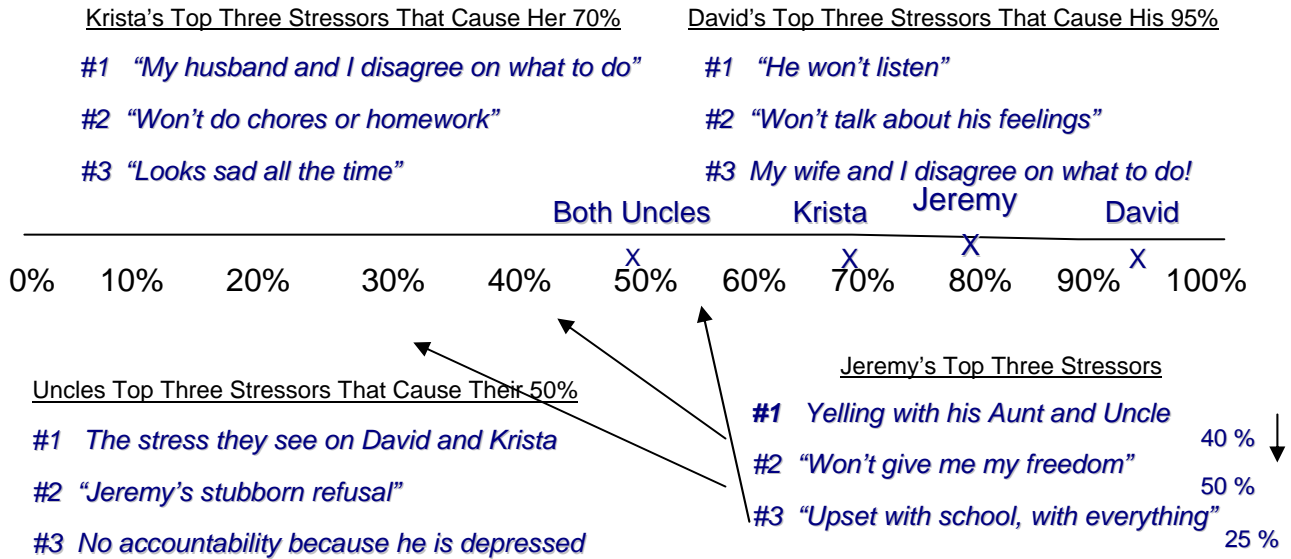 Krista’s Top Three Stressors That Cause Her 70%
#1 “My husband and I disagree on what to do”
#2 “Won’t do chores or homework”
#3 “Looks sad all the time”
David’s Top Three Stressors That Cause His 95%
#1 “He won’t listen”
#2 “Won’t talk about his feelings”
#3 My wife and I disagree on what to do!
Both Uncles Krista Jeremy David
X X X X
0% 10% 20% 30% 40% 50% 60% 70% 80% 90% 100%
Uncles Top Three Stressors That Cause Their 50%
#1 The stress they see on David and Krista
#2 “Jeremy’s stubborn refusal”
#3 No accountability because he is depressed
Jeremy’s Top Three Stressors
#1 Yelling with his Aunt and Uncle
40 %
#2 “Won’t give me my freedom”
50 %
#3 “Upset with school, with everything”
25 %